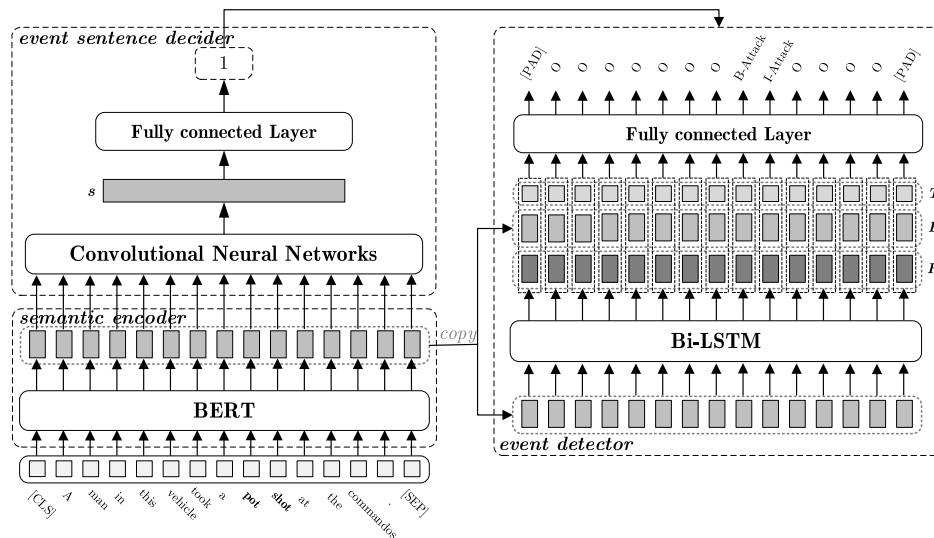 event sentence decider
1
Fully connected Layer
s
Convolutional Neural Networks
semantic encoder
copy
BERT
[CLS] A man in this vehicle took a pot shot at the commandos . [SEP]
[PAD] O O O O O O O B-Attack I-Attack O O O O [PAD]
Fully connected Layer
Bi-LSTM
event detector